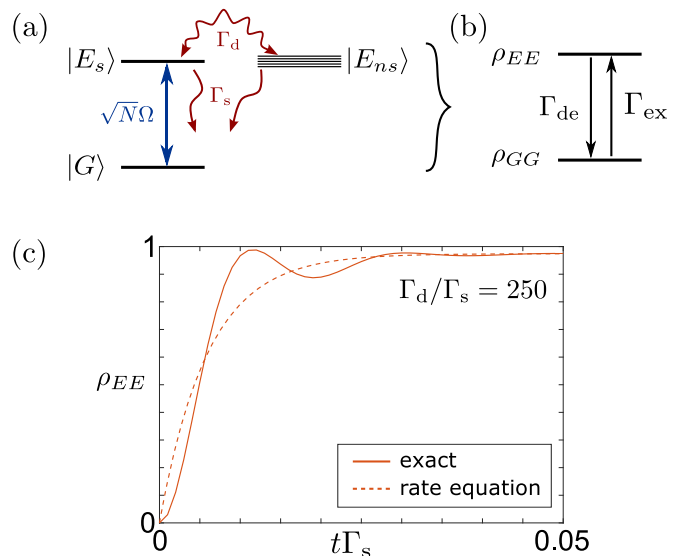 (a)
Γ_d
|E_s⟩
|E_ns⟩
Γ_s
√NΩ
|G⟩
(b)
ρ_EE
Γ_de
Γ_ex
ρ_GG
(c)
1
Γ_d/Γ_s = 250
ρ_EE
exact
rate equation
0
0
tΓ_s
0.05